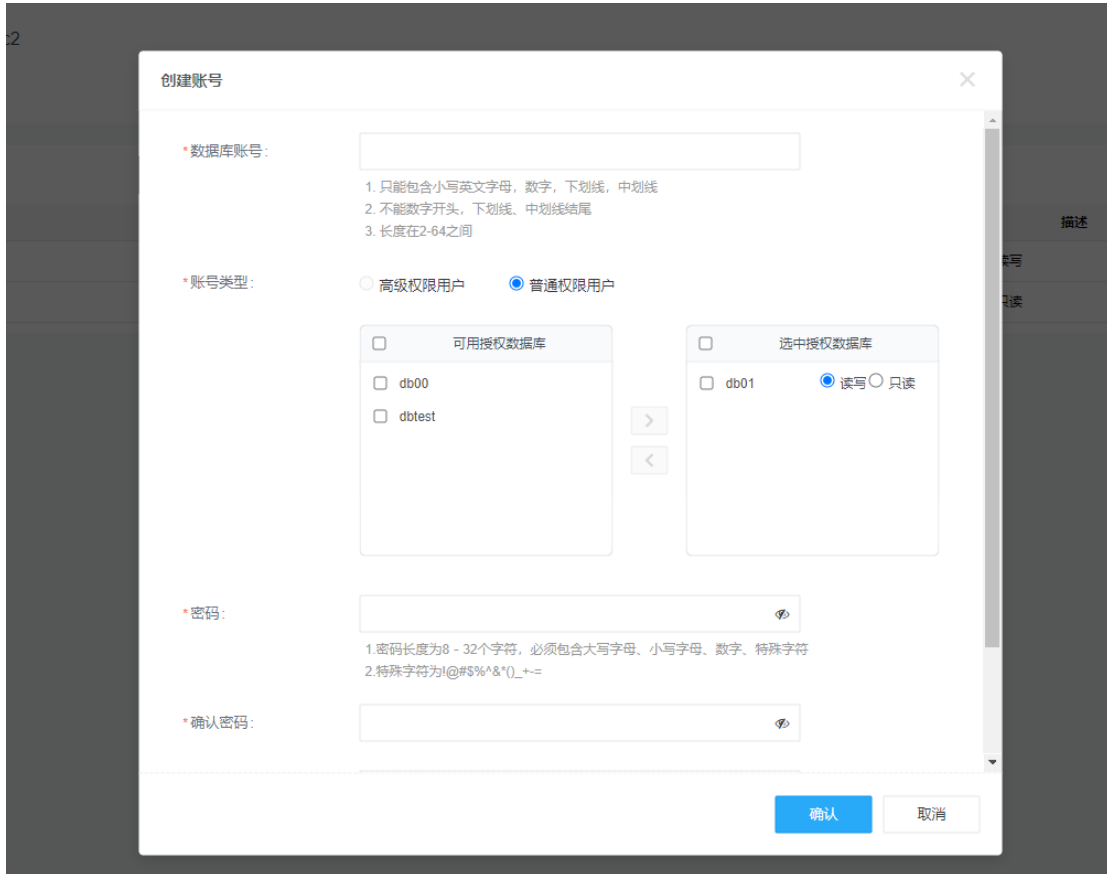 c2
创建账号
*数据库账号:
1. 只能包含小写英文字母，数字，下划线，中划线
2. 不能数字开头，下划线、中划线结尾
3. 长度在2-64之间
描述
读写
只读
*账号类型:
高级权限用户 普通权限用户
可用授权数据库 选中授权数据库
db00 db01 读写 只读
dbtest
*密码:
1.密码长度为8 - 32个字符，必须包含大写字母、小写字母、数字、特殊字符
2.特殊字符为!@#$%^&*()_+-=
*确认密码:
确认 取消